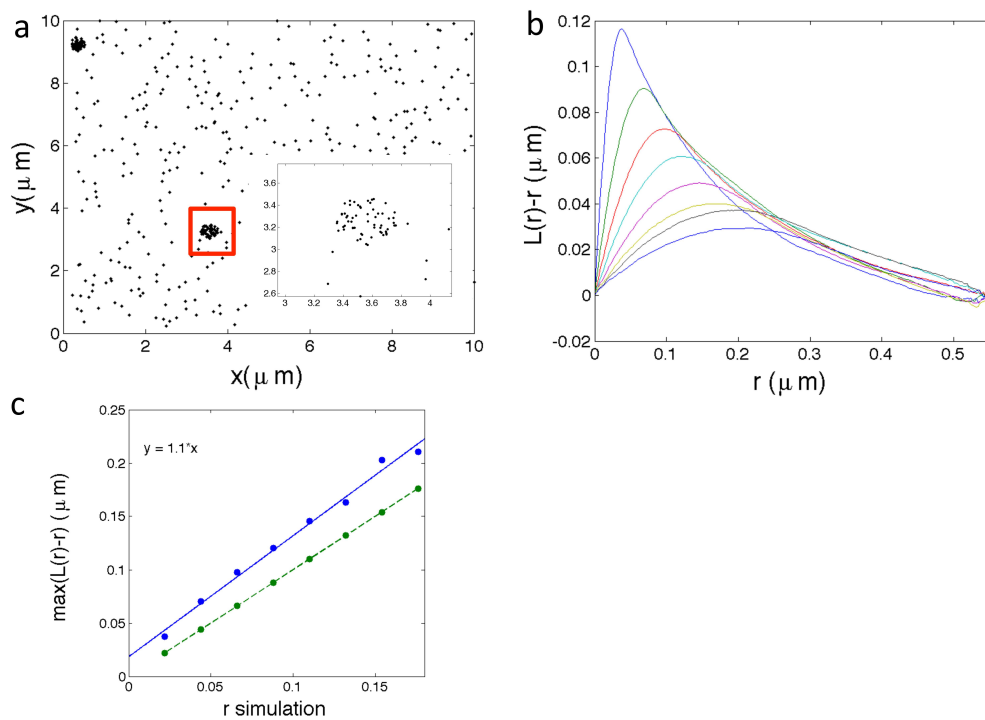 a
10
8
6
4
2
0
y(μ m)
0 2 4 6 8 10
x(μ m)
3.6
3.4
3.2
3
2.8
2.6
3 3.2 3.4 3.6 3.8 4
b
0.12
0.1
0.08
0.06
0.04
0.02
0
-0.02
L(r)-r (μ m)
0 0.1 0.2 0.3 0.4 0.5
r (μ m)
c
0.25
0.2
0.15
0.1
0.05
0
y = 1.1*x
max(L(r)-r) (μ m)
0 0.05 0.1 0.15
r simulation